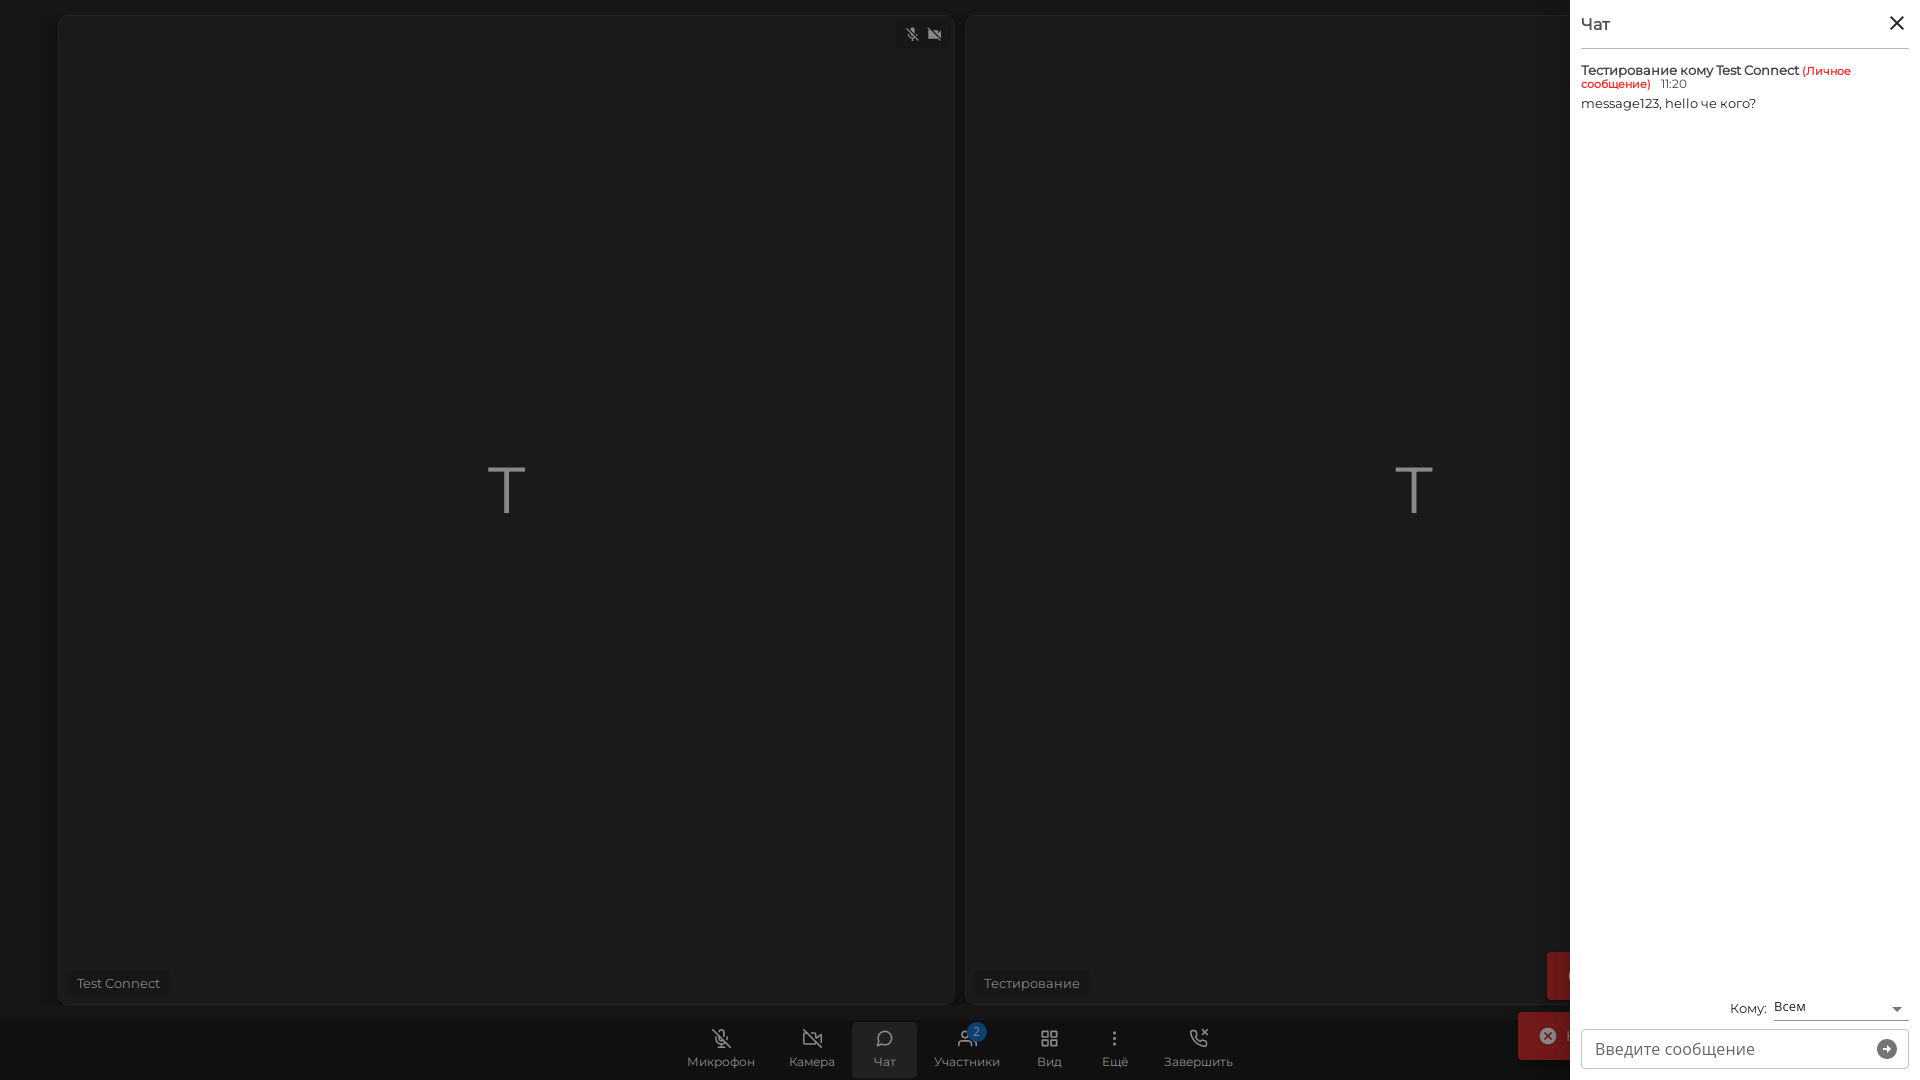 Чат
Тестирование кому Test Connect (Личное
сообщение) 11:20
message123, hello че кого?
T
T
Test Connect
Тестирование
Кому: Всем
Введите сообщение
2
Микрофон
Камера
Чат
Участники
Вид
Ещё
Завершить